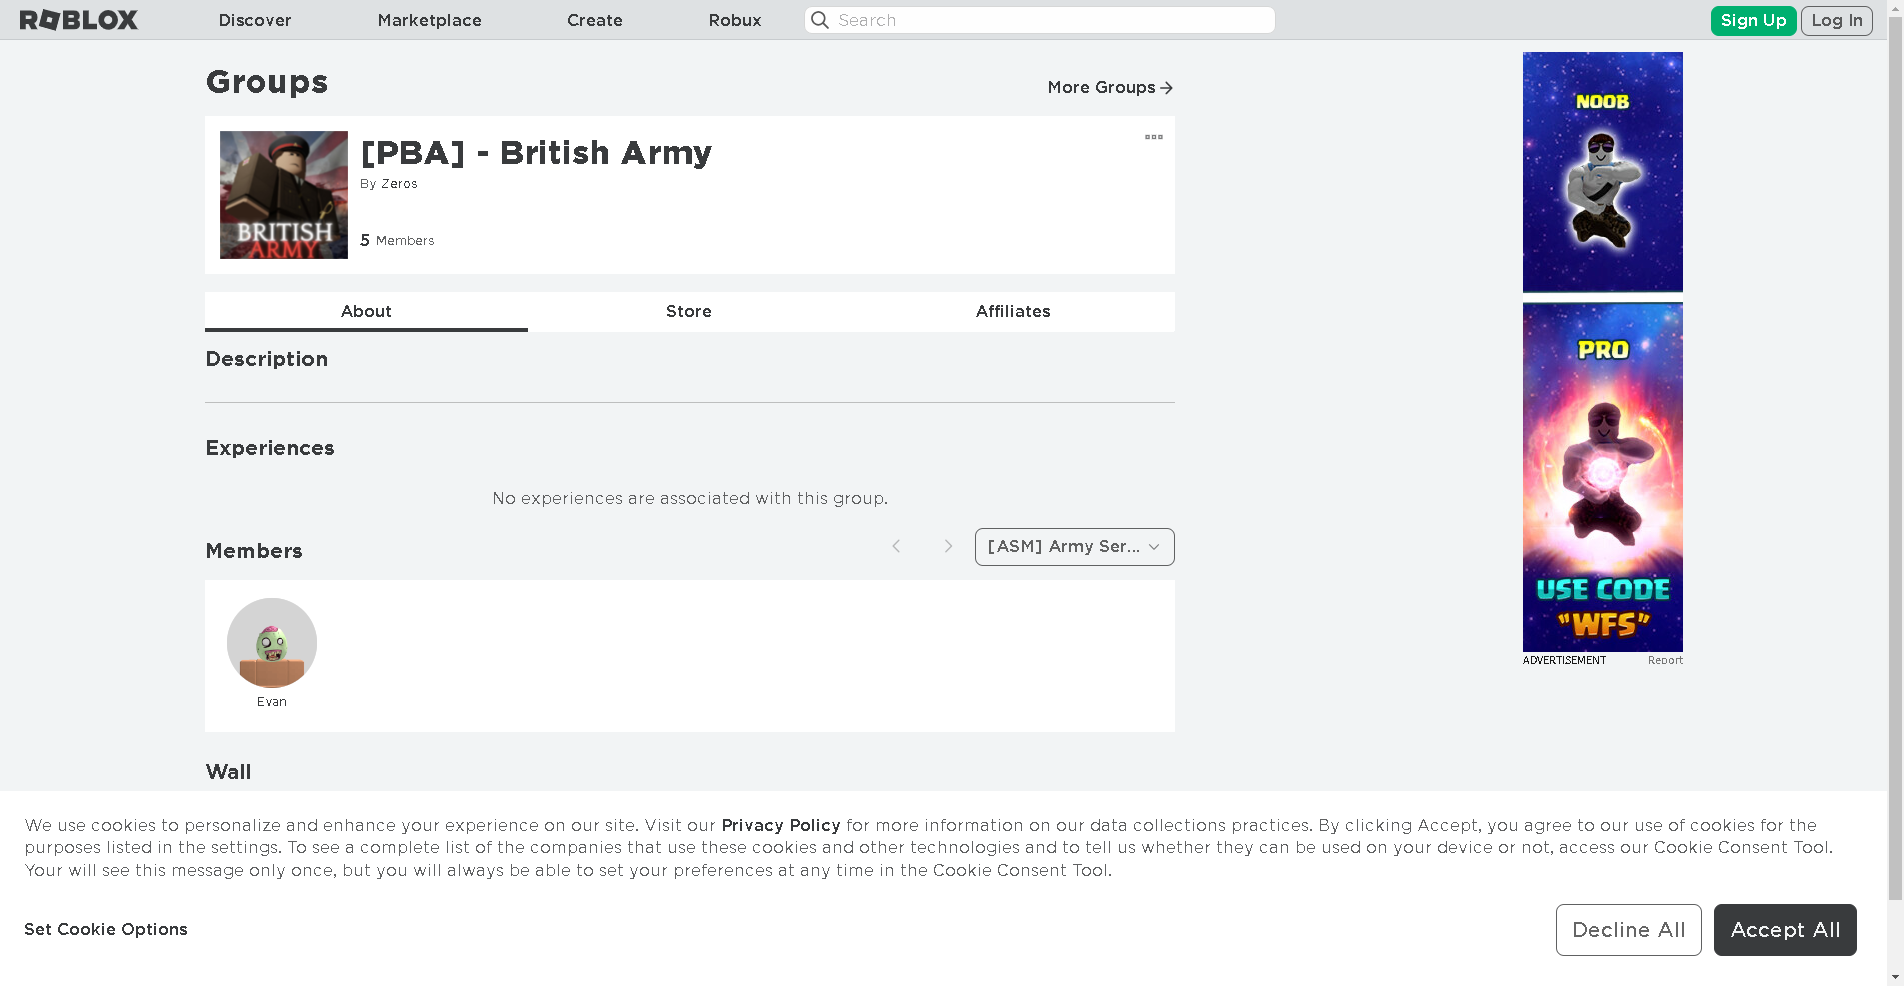 ROBLOX
Discover
Marketplace
Create
Robux
Search
Sign Up
Log In
Groups
More Groups
[PBA] - British Army
By Zeros
5 Members
BRITISH
ARMY
About
Store
Affiliates
Description
Experiences
No experiences are associated with this group.
Members
[ASM] Army Ser...
Evan
Wall
NOOB
PRO
USE CODE
"WFS"
ADVERTISEMENT
Report
We use cookies to personalize and enhance your experience on our site. Visit our Privacy Policy for more information on our data collections practices. By clicking Accept, you agree to our use of cookies for the
purposes listed in the settings. To see a complete list of the companies that use these cookies and other technologies and to tell us whether they can be used on your device or not, access our Cookie Consent Tool.
Your will see this message only once, but you will always be able to set your preferences at any time in the Cookie Consent Tool.
Set Cookie Options
Decline All
Accept All